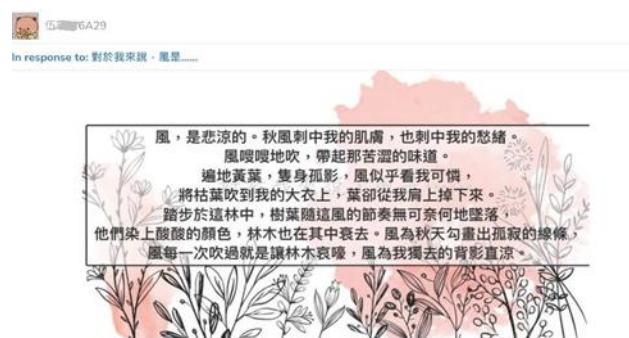 伍 6A29
In response to: 對於我來說，風是......
風，是悲涼的。秋風刺中我的肌膚，也刺中我的愁緒。
風嗖嗖地吹，帶起那苦澀的味道。
遍地黃葉，隻身孤影，風似乎看我可憐，
將枯葉吹到我的大衣上，葉卻從我肩上掉下來。
踏步於這林中，樹葉隨這風的節奏無可奈何地墜落，
他們染上酸酸的顏色，林木也在其中衰去。風為秋天勾畫出孤寂的線條，
風每一次吹過就是讓林木哀嚎，風為我獨去的背影直涼。